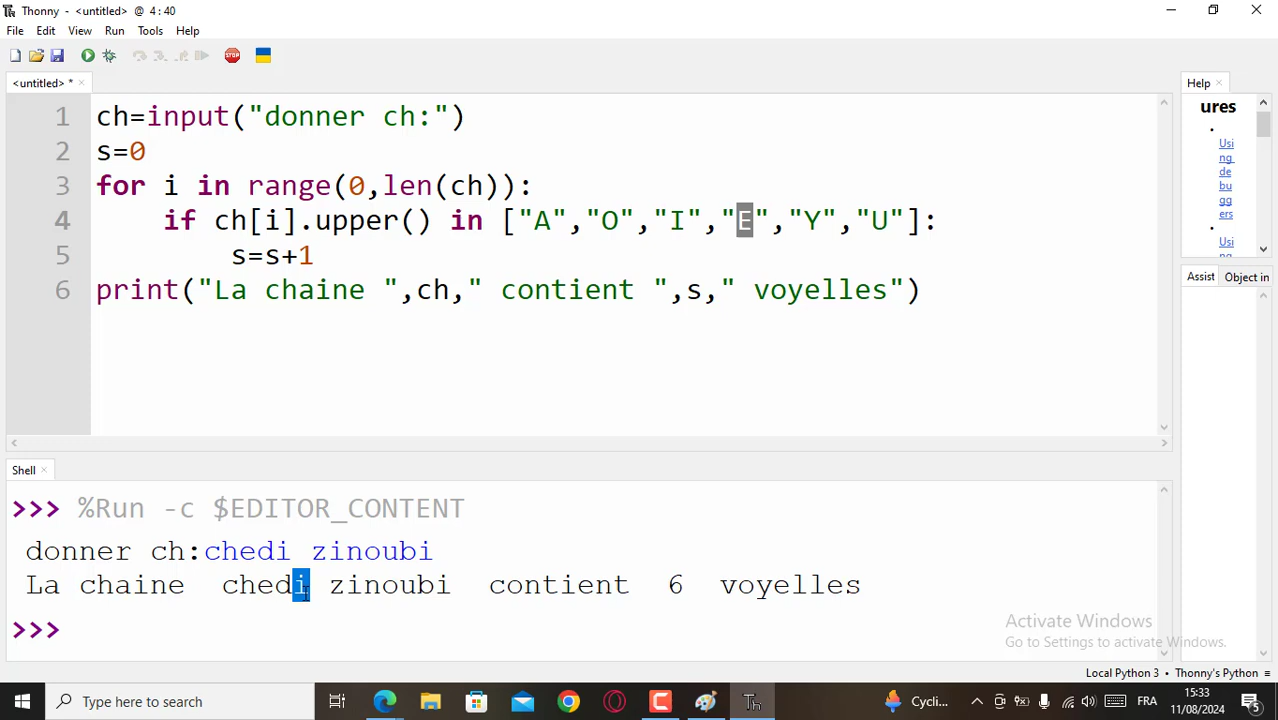 Thonny - <untitled> @ 4:40
File Edit View Run Tools Help
<untitled> *
1 ch=input("donner ch:")
2 s=0
3 for i in range(0,len(ch)):
4 if ch[i].upper() in ["A","O","I","E","Y","U"]:
5 s=s+1
6 print("La chaine ",ch," contient ",s," voyelles")
Help
ures
Usi
ng
de
bu
gg
ers
Usi
ng
Assist Object in
Shell
>>> %Run -c $EDITOR_CONTENT
donner ch:chedi zinoubi
La chaine  chedi zinoubi  contient  6  voyelles
>>>
Activate Windows
Go to Settings to activate Windows.
Local Python 3 • Thonny's Python ≡
Type here to search
Th
Cycli...
FRA
15:33
11/08/2024
5